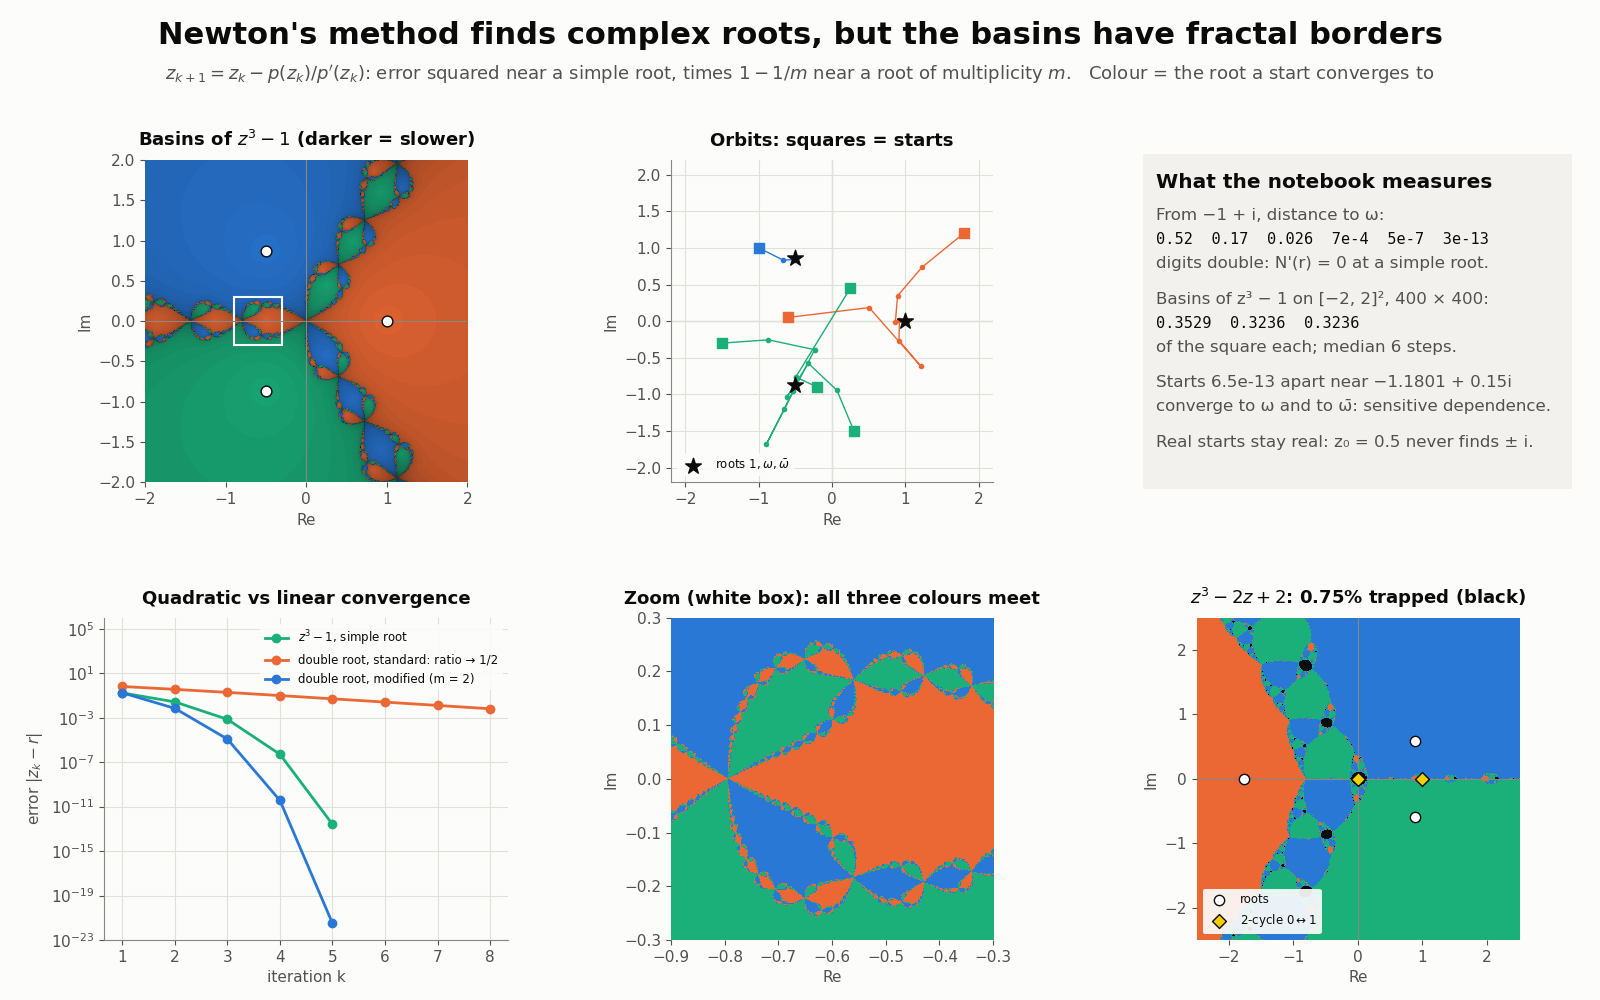 Newton's method finds complex roots, but the basins have fractal borders
zₖ₊₁ = zₖ − p(zₖ)/p′(zₖ): error squared near a simple root, times 1 − 1/m near a root of multiplicity m.   Colour = the root a start converges to
Basins of z³ − 1 (darker = slower)
2.0
1.5
1.0
0.5
0.0
−0.5
−1.0
−1.5
−2.0
Im
−2 −1 0 1 2
Re
Orbits: squares = starts
2.0
1.5
1.0
0.5
0.0
−0.5
−1.0
−1.5
−2.0
Im
roots 1, ω, ω̄
−2 −1 0 1 2
Re
What the notebook measures
From −1 + i, distance to ω:
0.52  0.17  0.026  7e-4  5e-7  3e-13
digits double: N'(r) = 0 at a simple root.
Basins of z³ − 1 on [−2, 2]², 400 × 400:
0.3529  0.3236  0.3236
of the square each; median 6 steps.
Starts 6.5e-13 apart near −1.1801 + 0.15i
converge to ω and to ω̄: sensitive dependence.
Real starts stay real: z₀ = 0.5 never finds ± i.
Quadratic vs linear convergence
10⁵
10¹
10⁻³
10⁻⁷
10⁻¹¹
10⁻¹⁵
10⁻¹⁹
10⁻²³
error |zₖ − r|
z³ − 1, simple root
double root, standard: ratio → 1/2
double root, modified (m = 2)
1 2 3 4 5 6 7 8
iteration k
Zoom (white box): all three colours meet
0.3
0.2
0.1
0.0
−0.1
−0.2
−0.3
Im
−0.9 −0.8 −0.7 −0.6 −0.5 −0.4 −0.3
Re
z³ − 2z + 2: 0.75% trapped (black)
2
1
0
−1
−2
Im
roots
2-cycle 0↔1
−2 −1 0 1 2
Re